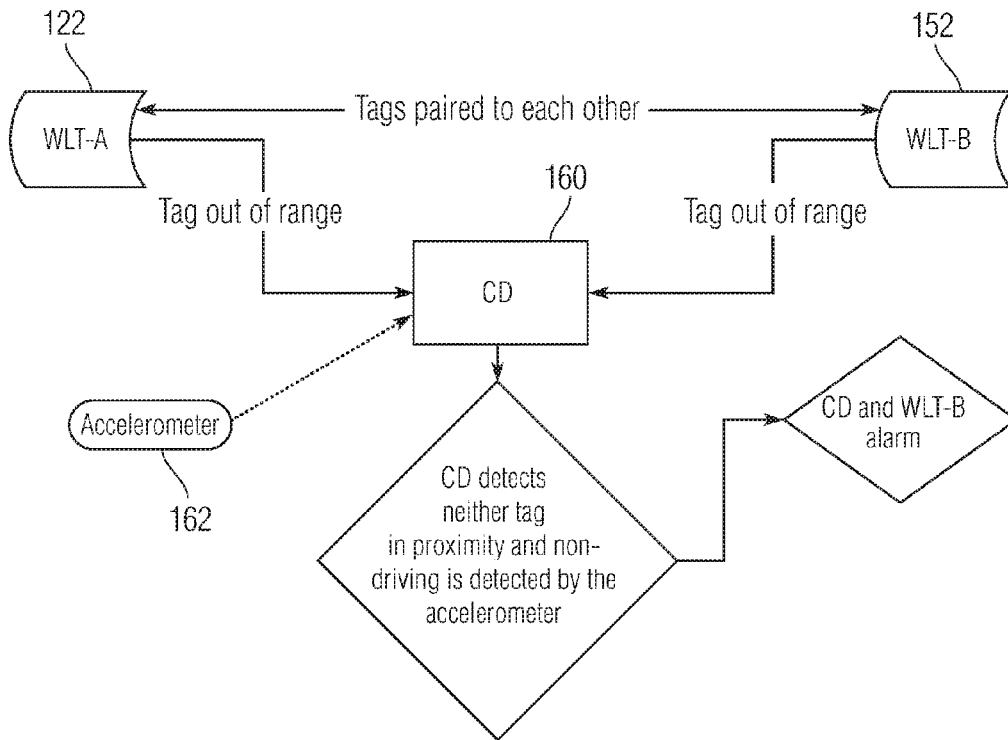 122
152
WLT-A
Tags paired to each other
WLT-B
Tag out of range
160
Tag out of range
CD
Accelerometer
162
CD detects
neither tag
in proximity and non-
driving is detected by the
accelerometer
CD and WLT-B
alarm